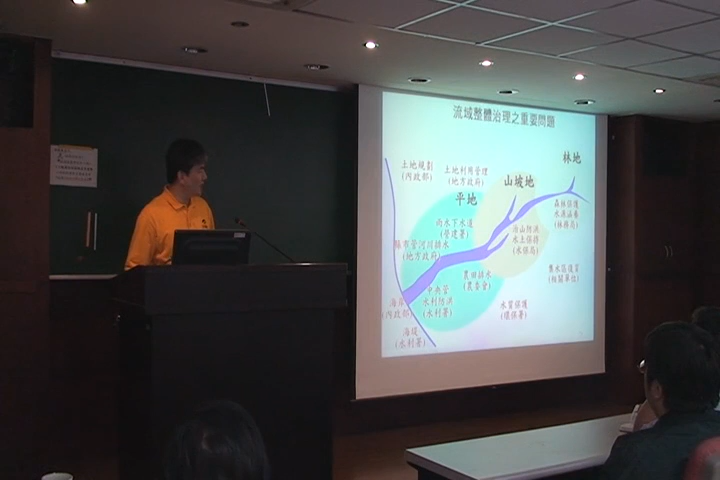 流域整體治理之重要問題
林地
土地規劃
(內政部)
土地利用管理
(地方政府)
山坡地
平地
森林保護
水源涵養
(林務局)
雨水下水道
(營建署)
治山防洪
水土保持
(水保局)
縣市管河川排水
(地方政府)
集水區復育
(相關單位)
農田排水
(農委會)
中央管
水利防洪
(水利署)
海岸
(內政部)
水質保護
(環保署)
海堤
(水利署)